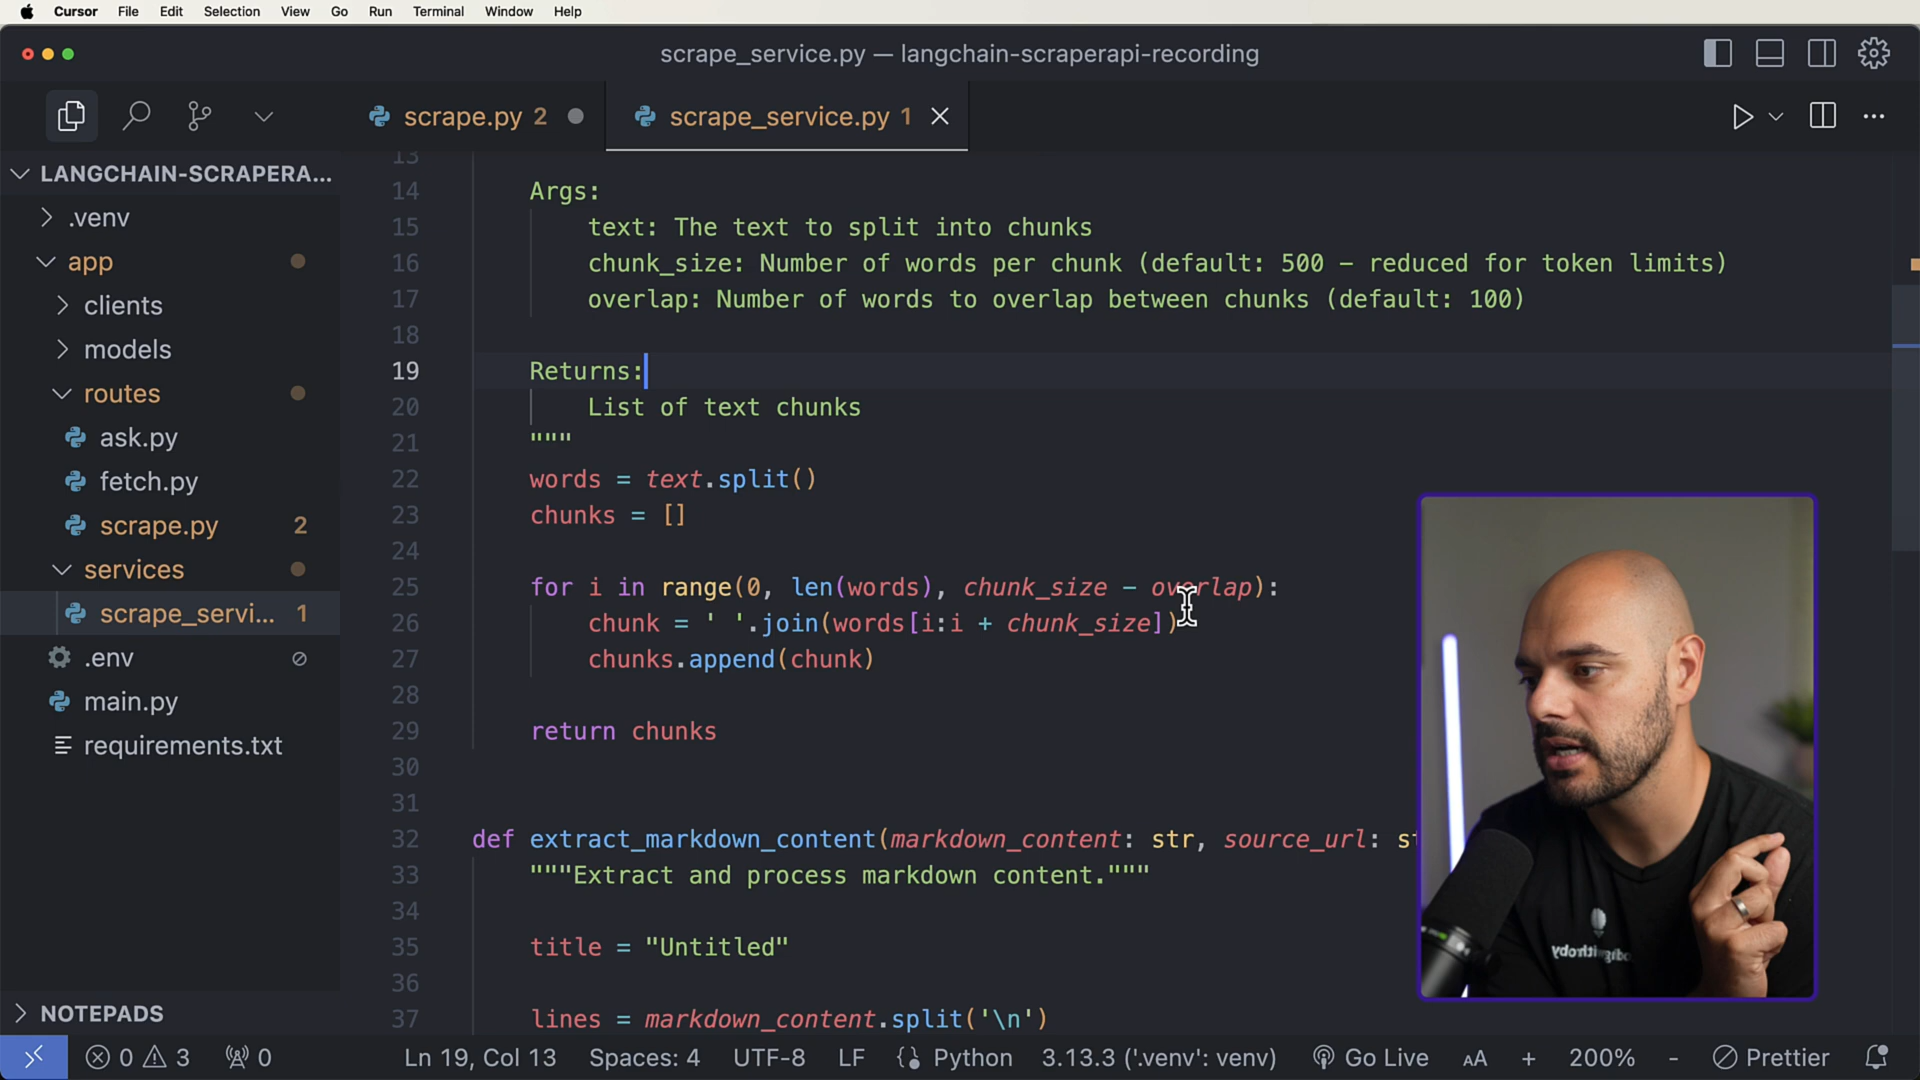 Cursor File Edit Selection View Go Run Terminal Window Help
scrape_service.py — langchain-scraperapi-recording
scrape.py 2
scrape_service.py 1
LANGCHAIN-SCRAPERA...
.venv
app
clients
models
routes
ask.py
fetch.py
scrape.py 2
services
scrape_servi... 1
.env
main.py
requirements.txt
NOTEPADS
13
14 Args:
15 text: The text to split into chunks
16 chunk_size: Number of words per chunk (default: 500 - reduced for token limits)
17 overlap: Number of words to overlap between chunks (default: 100)
18
19 Returns:
20 List of text chunks
21 """
22 words = text.split()
23 chunks = []
24
25 for i in range(0, len(words), chunk_size - overlap):
26 chunk = ' '.join(words[i:i + chunk_size])
27 chunks.append(chunk)
28
29 return chunks
30
31
32 def extract_markdown_content(markdown_content: str, source_url: st
33 """Extract and process markdown content."""
34
35 title = "Untitled"
36
37 lines = markdown_content.split('\n')
0 3 0 Ln 19, Col 13 Spaces: 4 UTF-8 LF Python 3.13.3 ('.venv': venv) Go Live AA + 200% - Prettier